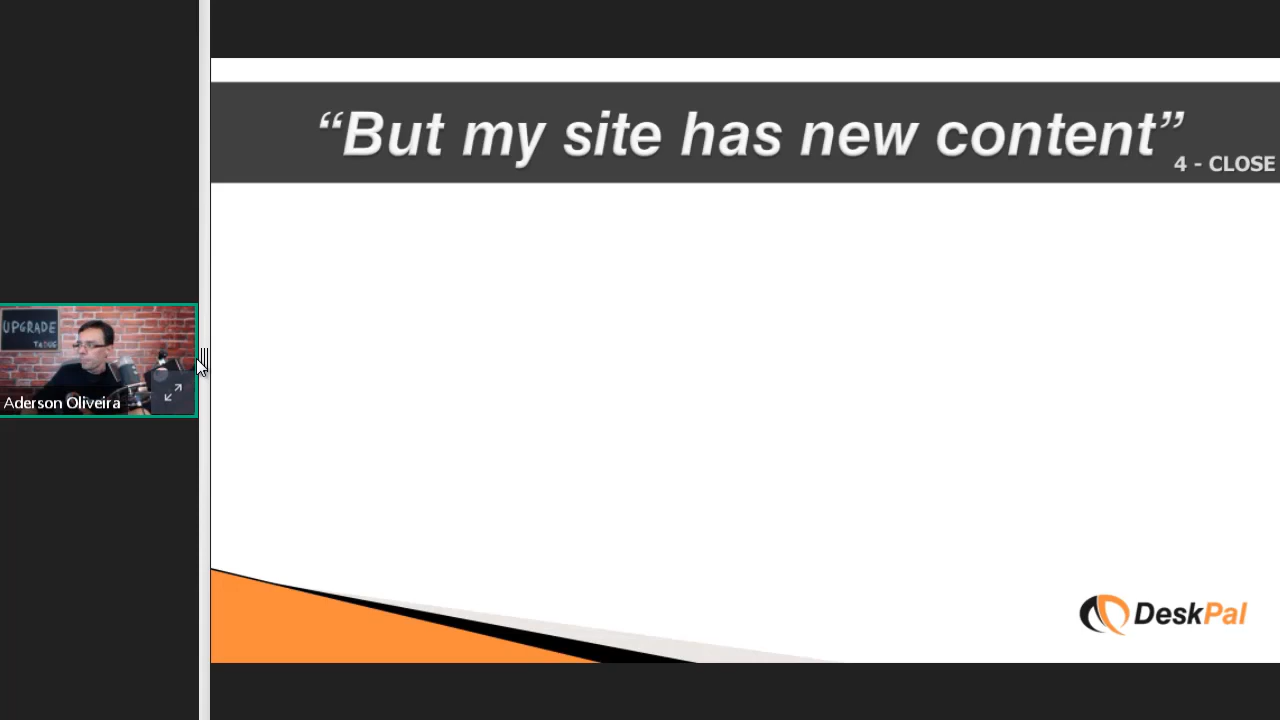 “But my site has new content”
4 - CLOSE
UPGRADE
Aderson Oliveira
DeskPal